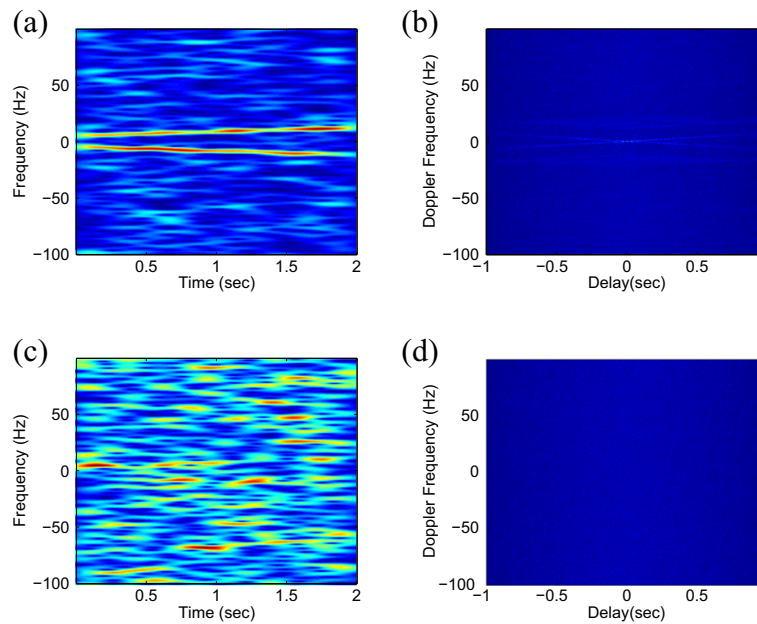 (a)
Frequency (Hz)
50
0
−50
−100
0.5 1 1.5 2
Time (sec)
(b)
Doppler Frequency (Hz)
50
0
−50
−100
−1 −0.5 0 0.5
Delay(sec)
(c)
Frequency (Hz)
50
0
−50
−100
0.5 1 1.5 2
Time (sec)
(d)
Doppler Frequency (Hz)
50
0
−50
−100
−1 −0.5 0 0.5
Delay(sec)